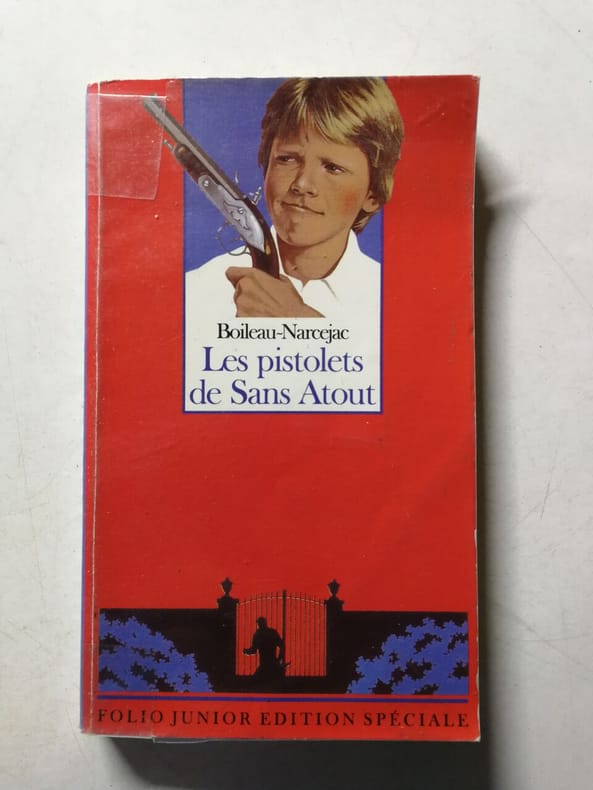 Boileau-Narcejac
Les pistolets
de Sans Atout
FOLIO JUNIOR EDITION SPÉCIALE